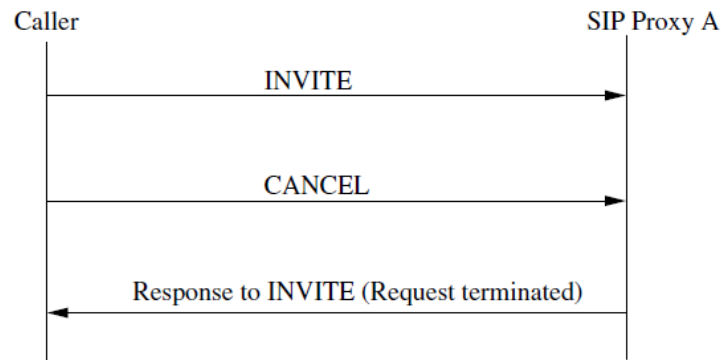 Caller
SIP Proxy A
INVITE
CANCEL
Response to INVITE (Request terminated)